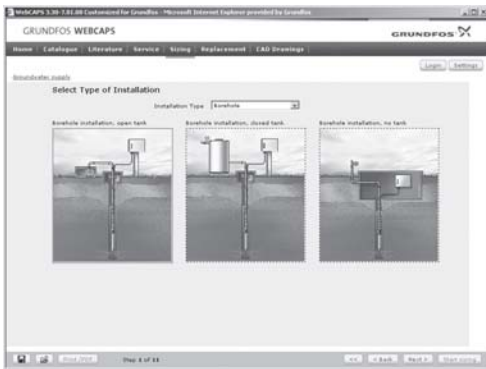 WebCAPS 3.30-7.01.00 Customized for Grundfos - Microsoft Internet Explorer provided by Grundfos
GRUNDFOS WEBCAPS
GRUNDFOS
Home Catalogue Literature Service Sizing Replacement CAD Drawings
Login Settings
Groundwater supply
Select Type of Installation
Installation Type Borehole
Borehole installation, open tank
Borehole installation, closed tank
Borehole installation, no tank
Print/PDF Step 1 of 11 << < Back Next > Start sizing